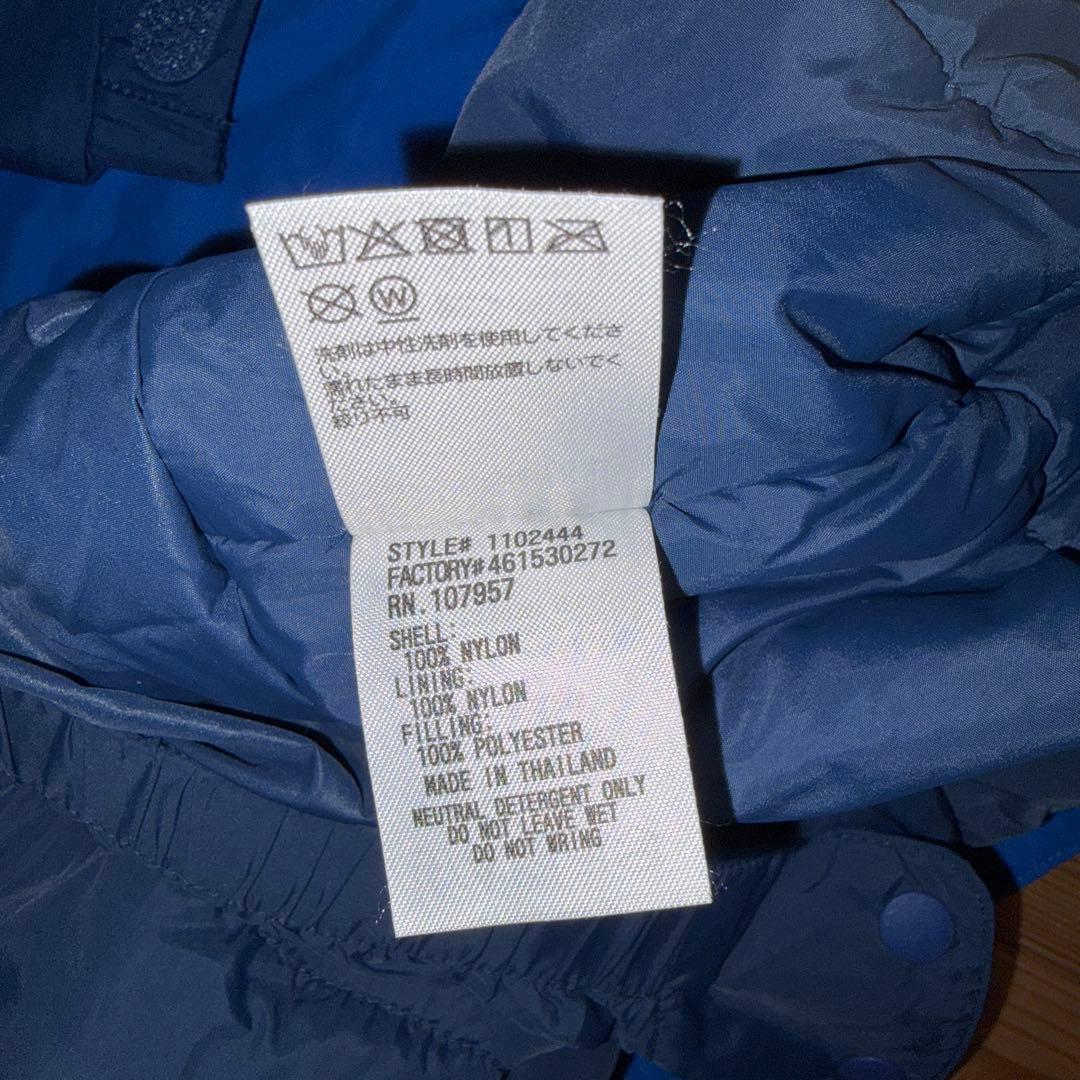 W
洗剤は中性洗剤を使用してくださ
い。
濡れたまま長時間放置しないでく
ださい。
絞り不可
STYLE# 1102444
FACTORY#461530272
RN.107957
SHELL:
100% NYLON
LINING:
100% NYLON
FILLING:
100% POLYESTER
MADE IN THAILAND
NEUTRAL DETERGENT ONLY
DO NOT LEAVE WET
DO NOT WRING